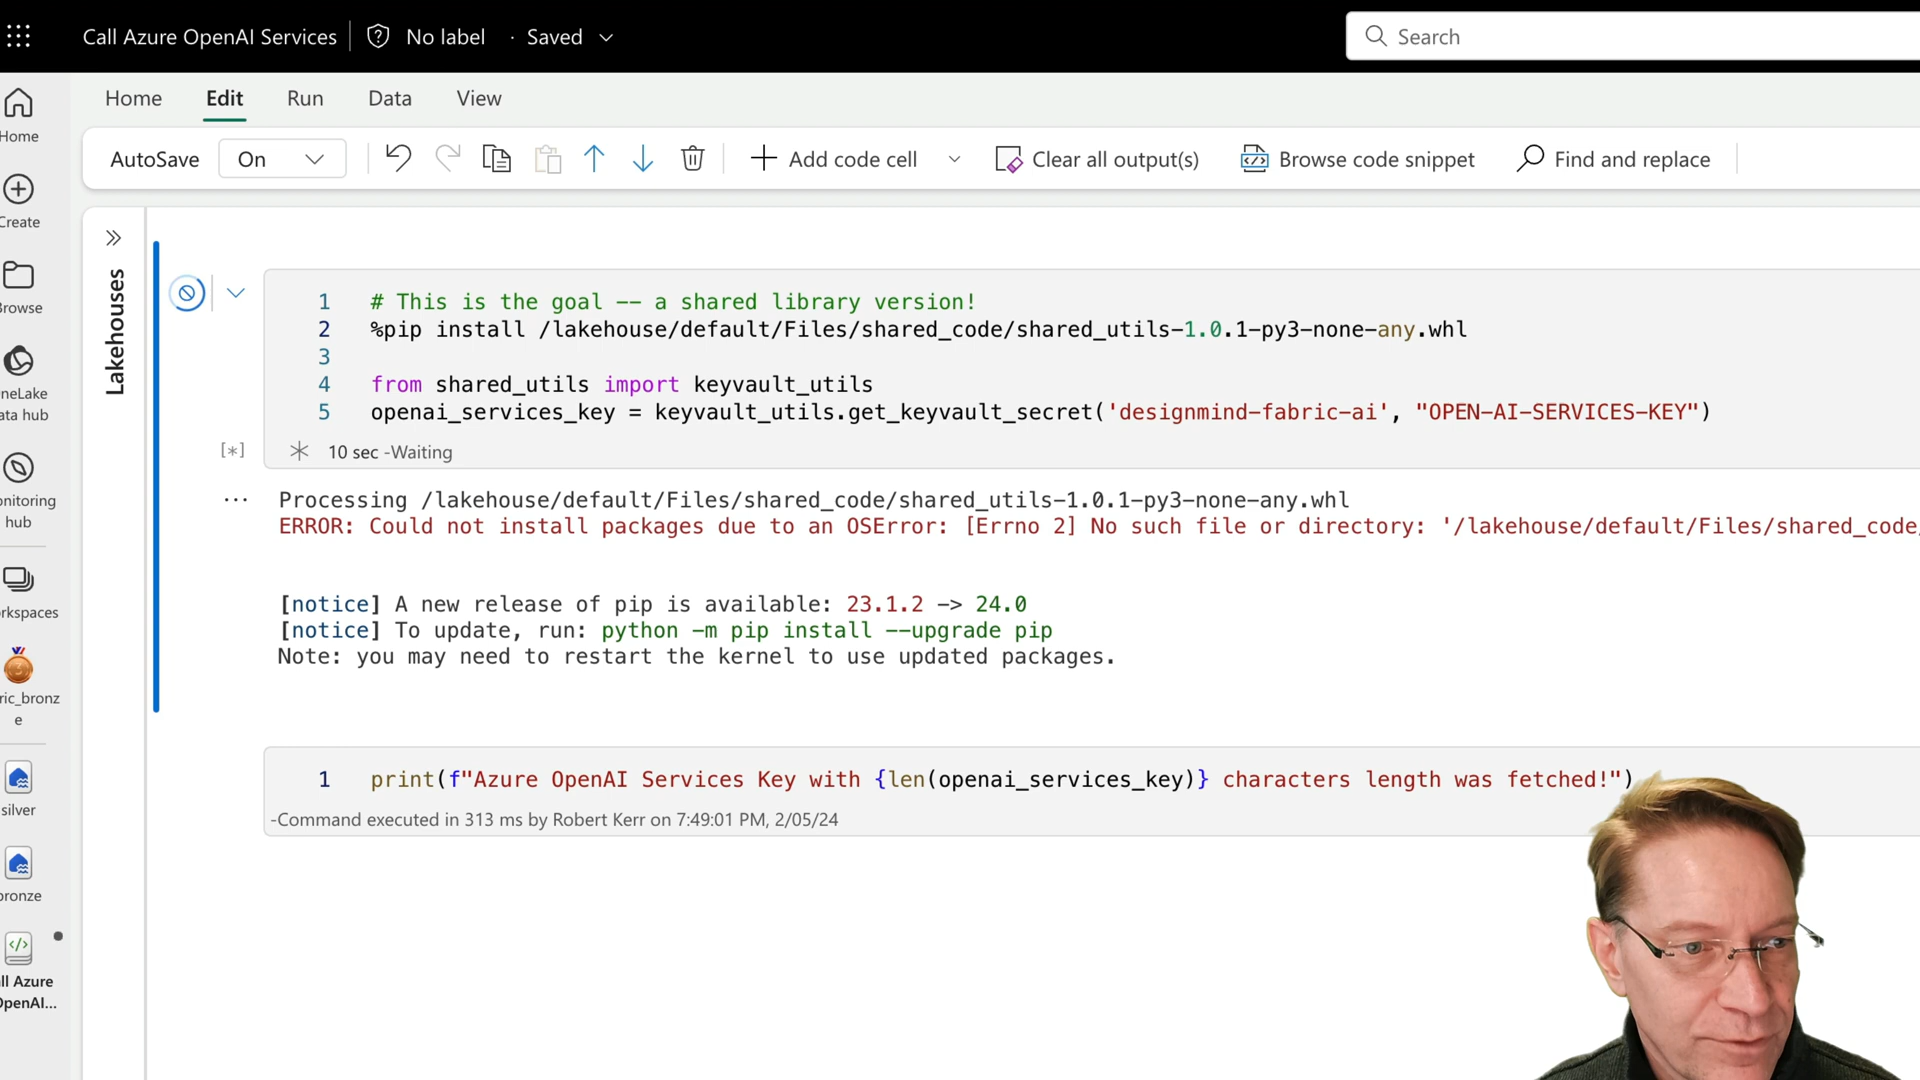 Call Azure OpenAI Services No label · Saved Search
Home Edit Run Data View
AutoSave On Add code cell Clear all output(s) Browse code snippet Find and replace
Home
Create
Browse
OneLake
data hub
Monitoring
hub
Workspaces
ric_bronz
e
silver
bronze
ll Azure
OpenAI...
Lakehouses
1 # This is the goal -- a shared library version!
2 %pip install /lakehouse/default/Files/shared_code/shared_utils-1.0.1-py3-none-any.whl
3
4 from shared_utils import keyvault_utils
5 openai_services_key = keyvault_utils.get_keyvault_secret('designmind-fabric-ai', "OPEN-AI-SERVICES-KEY")
[*] 10 sec -Waiting
... Processing /lakehouse/default/Files/shared_code/shared_utils-1.0.1-py3-none-any.whl
ERROR: Could not install packages due to an OSError: [Errno 2] No such file or directory: '/lakehouse/default/Files/shared_code
[notice] A new release of pip is available: 23.1.2 -> 24.0
[notice] To update, run: python -m pip install --upgrade pip
Note: you may need to restart the kernel to use updated packages.
1 print(f"Azure OpenAI Services Key with {len(openai_services_key)} characters length was fetched!")
-Command executed in 313 ms by Robert Kerr on 7:49:01 PM, 2/05/24